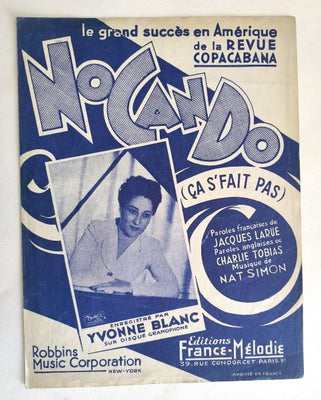 le grand succès en Amérique
de la REVUE
COPACABANA
NO CAN DO
(ÇA S'FAIT PAS)
Paroles françaises de
JACQUES LARUE
Paroles anglaises de
CHARLIE TOBIAS
Musique de
NAT SIMON
ENREGISTRÉ PAR
YVONNE BLANC
SUR DISQUE GRAMOPHONE
Robbins
Music Corporation
NEW-YORK
Editions
France-Mélodie
39, RUE CONDORCET, PARIS. 9e
IMPRIMÉ EN FRANCE